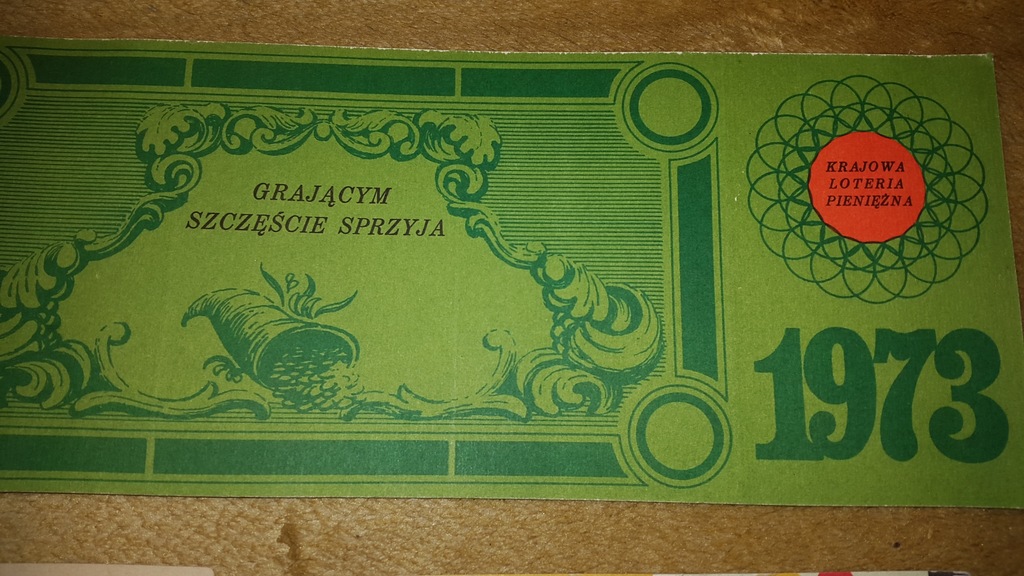 GRAJĄCYM
SZCZĘŚCIE SPRZYJA
KRAJOWA
LOTERIA
PIENIĘŻNA
1973